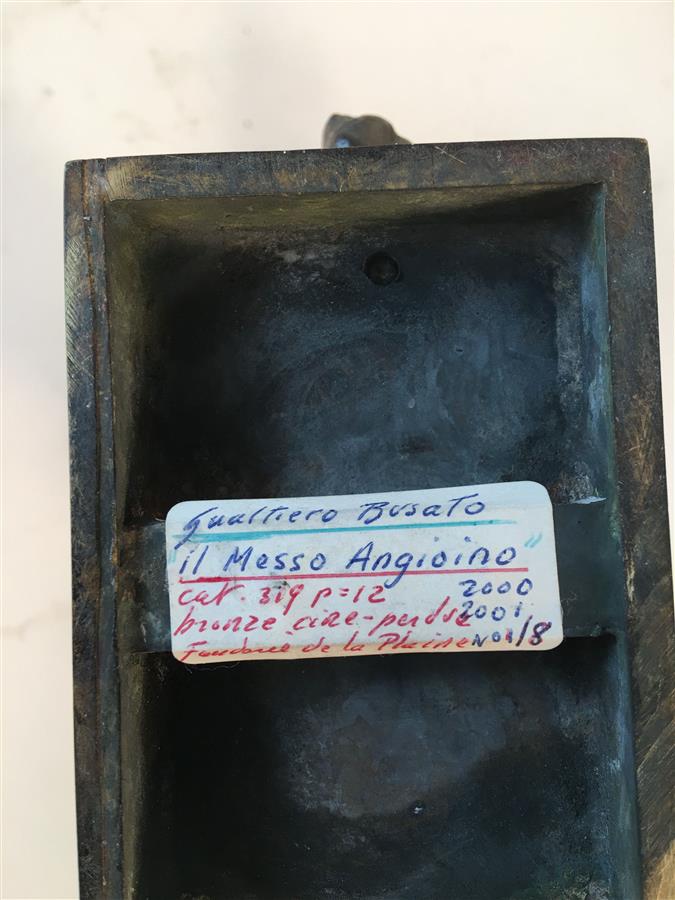 Gualtiero Busato
"il Messo Angioino"
cat. 319 p=12 2000
bronze cire-perdue 2001
Fonderie de la Plaine No 1/8